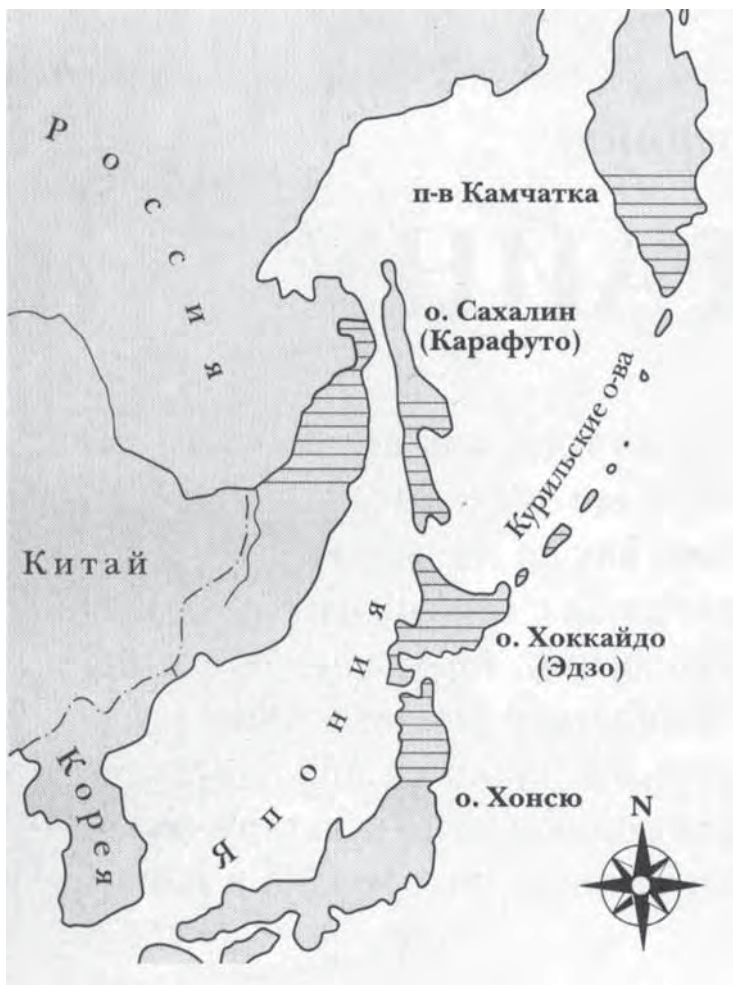 Россия
п-в Камчатка
о. Сахалин
(Карафуто)
Курильские о-ва
Китай
о. Хоккайдо
(Эдзо)
Япония
Корея
о. Хонсю
N